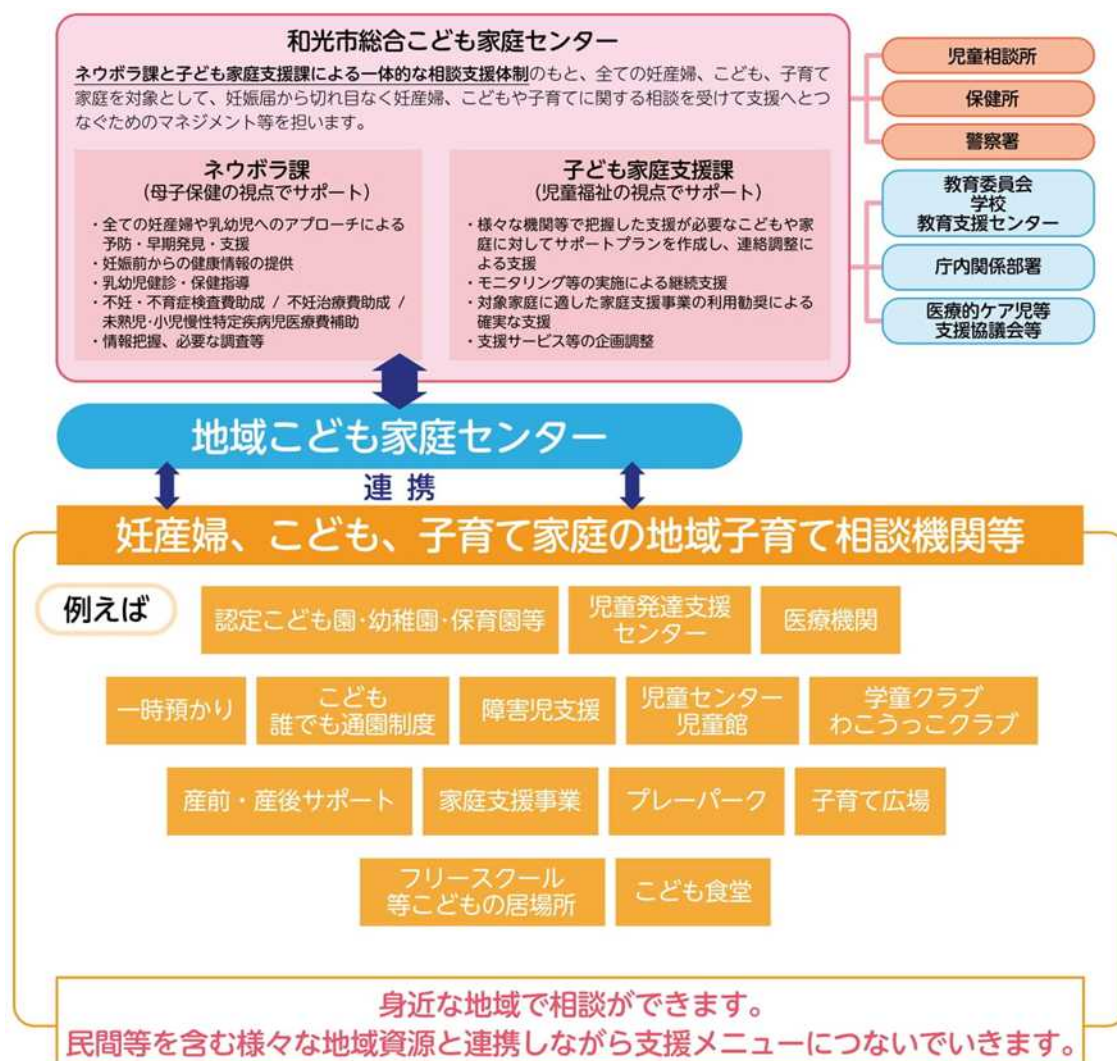 和光市総合こども家庭センター
ネウボラ課と子ども家庭支援課による一体的な相談支援体制のもと、全ての妊産婦、こども、子育て
家庭を対象として、妊娠届から切れ目なく妊産婦、こどもや子育てに関する相談を受けて支援へとつ
なぐためのマネジメント等を担います。
ネウボラ課
(母子保健の視点でサポート)
・全ての妊産婦や乳幼児へのアプローチによる
予防・早期発見・支援
・妊娠前からの健康情報の提供
・乳幼児健診・保健指導
・不妊・不育症検査費助成 / 不妊治療費助成 /
未熟児・小児慢性特定疾病児医療費補助
・情報把握、必要な調査等
子ども家庭支援課
(児童福祉の視点でサポート)
・様々な機関等で把握した支援が必要なこどもや家
庭に対してサポートプランを作成し、連絡調整に
よる支援
・モニタリング等の実施による継続支援
・対象家庭に適した家庭支援事業の利用勧奨による
確実な支援
・支援サービス等の企画調整
児童相談所
保健所
警察署
教育委員会
学校
教育支援センター
庁内関係部署
医療的ケア児等
支援協議会等
地域こども家庭センター
連携
妊産婦、こども、子育て家庭の地域子育て相談機関等
例えば
認定こども園・幼稚園・保育園等
児童発達支援
センター
医療機関
一時預かり
こども
誰でも通園制度
障害児支援
児童センター
児童館
学童クラブ
わこうっこクラブ
産前・産後サポート
家庭支援事業
プレーパーク
子育て広場
フリースクール
等こどもの居場所
こども食堂
身近な地域で相談ができます。
民間等を含む様々な地域資源と連携しながら支援メニューにつないでいきます。